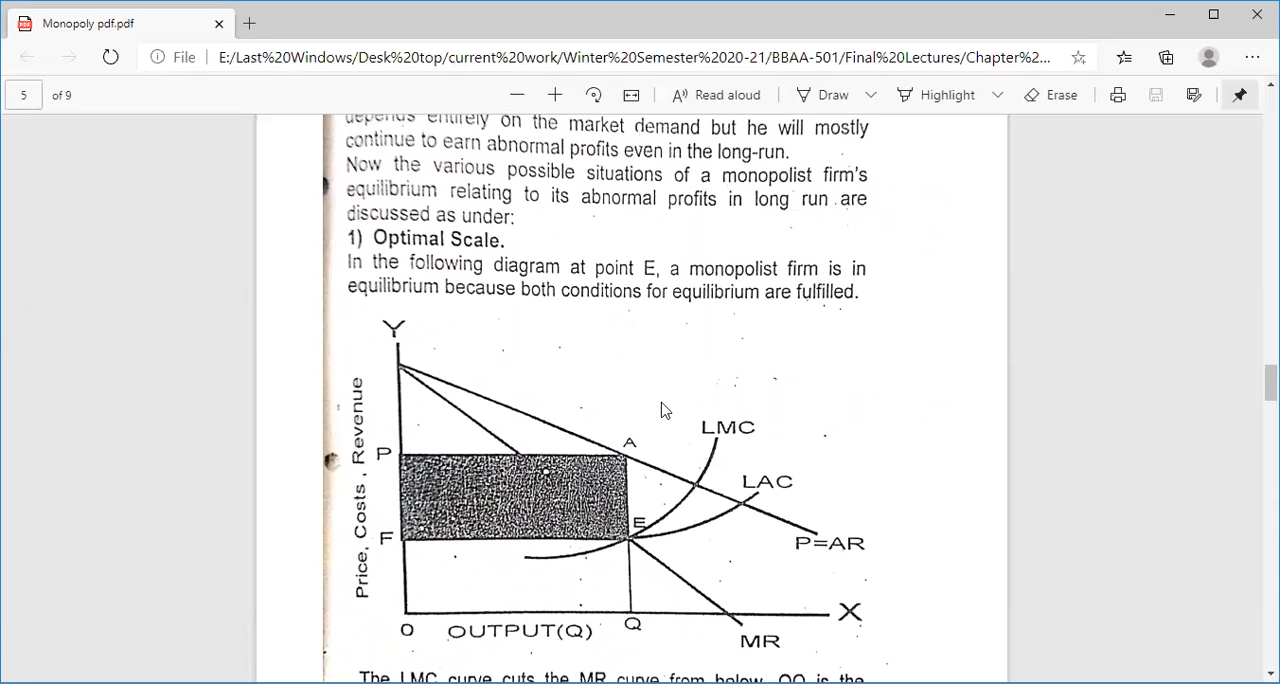 Monopoly pdf.pdf
File
E:/Last%20Windows/Desk%20top/current%20work/Winter%20Semester%202020-21/BBAA-501/Final%20Lectures/Chapter%2...
5 of 9
Read aloud
Draw
Highlight
Erase
depends entirely on the market demand but he will mostly
continue to earn abnormal profits even in the long-run.
Now the various possible situations of a monopolist firm's
equilibrium relating to its abnormal profits in long run are
discussed as under:
1) Optimal Scale.
In the following diagram at point E, a monopolist firm is in
equilibrium because both conditions for equilibrium are fulfilled.
Y
Price, Costs , Revenue
LMC
A
P
LAC
E
F
P=AR
X
O
OUTPUT(Q)
Q
MR
The LMC curve cuts the MR curve from below. OQ is the